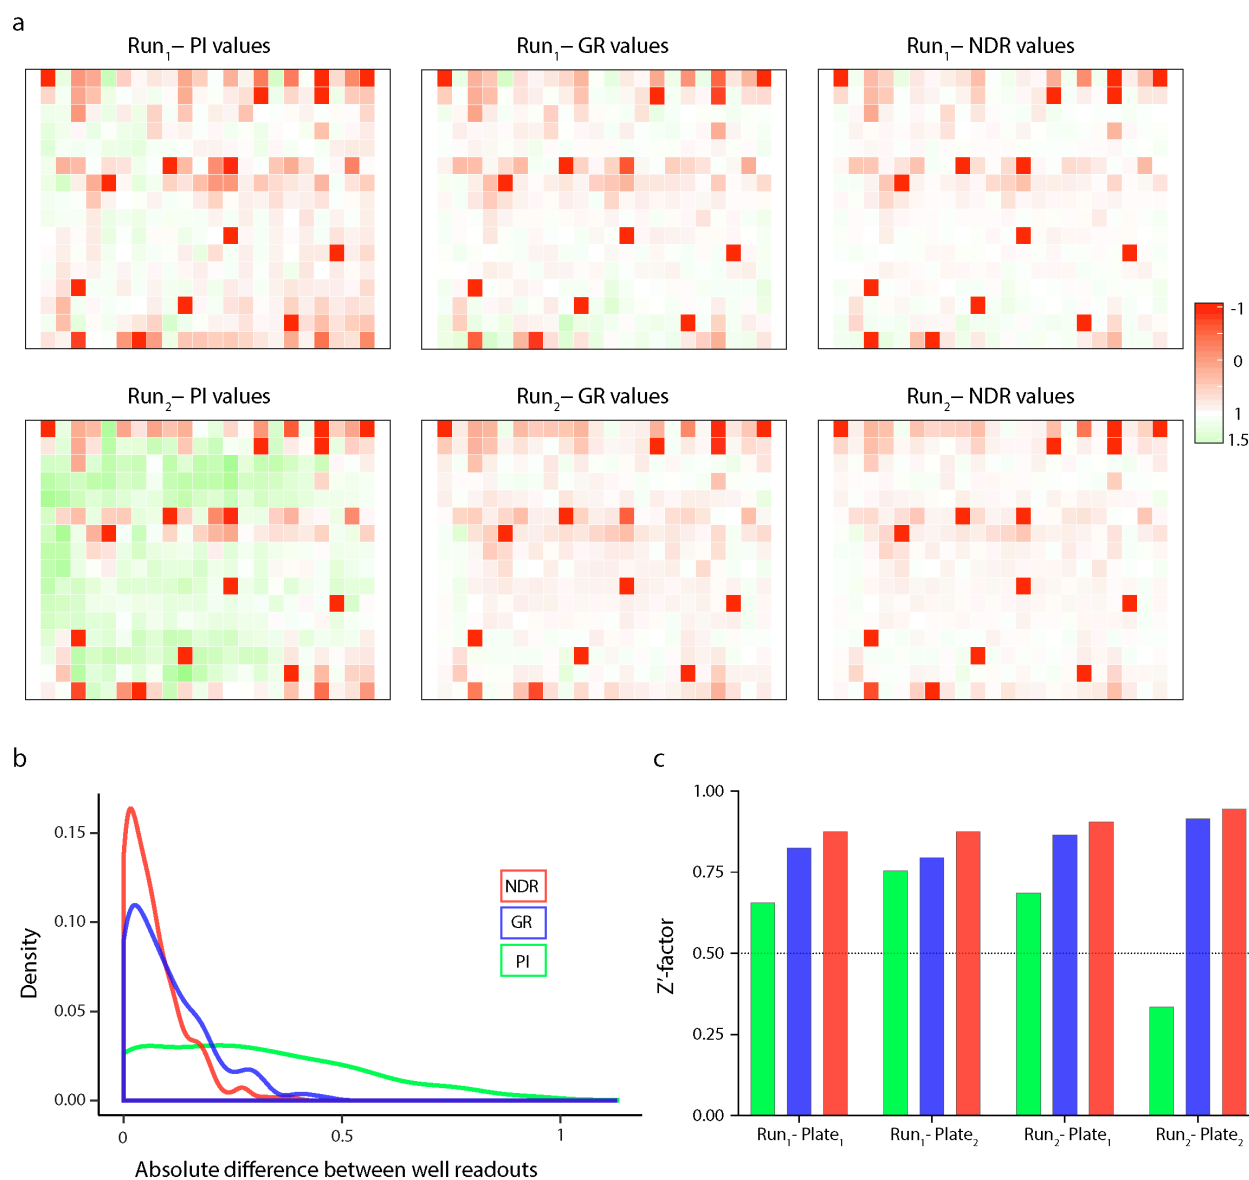 a
Run1– PI values
Run1– GR values
Run1– NDR values
-1
0
1
1.5
Run2– PI values
Run2– GR values
Run2– NDR values
b
0.15
0.10
0.05
0.00
Density
NDR
GR
PI
0
0.5
1
Absolute difference between well readouts
c
1.00
0.75
0.50
0.25
0.00
Z'-factor
Run1- Plate1
Run1- Plate2
Run2- Plate1
Run2- Plate2